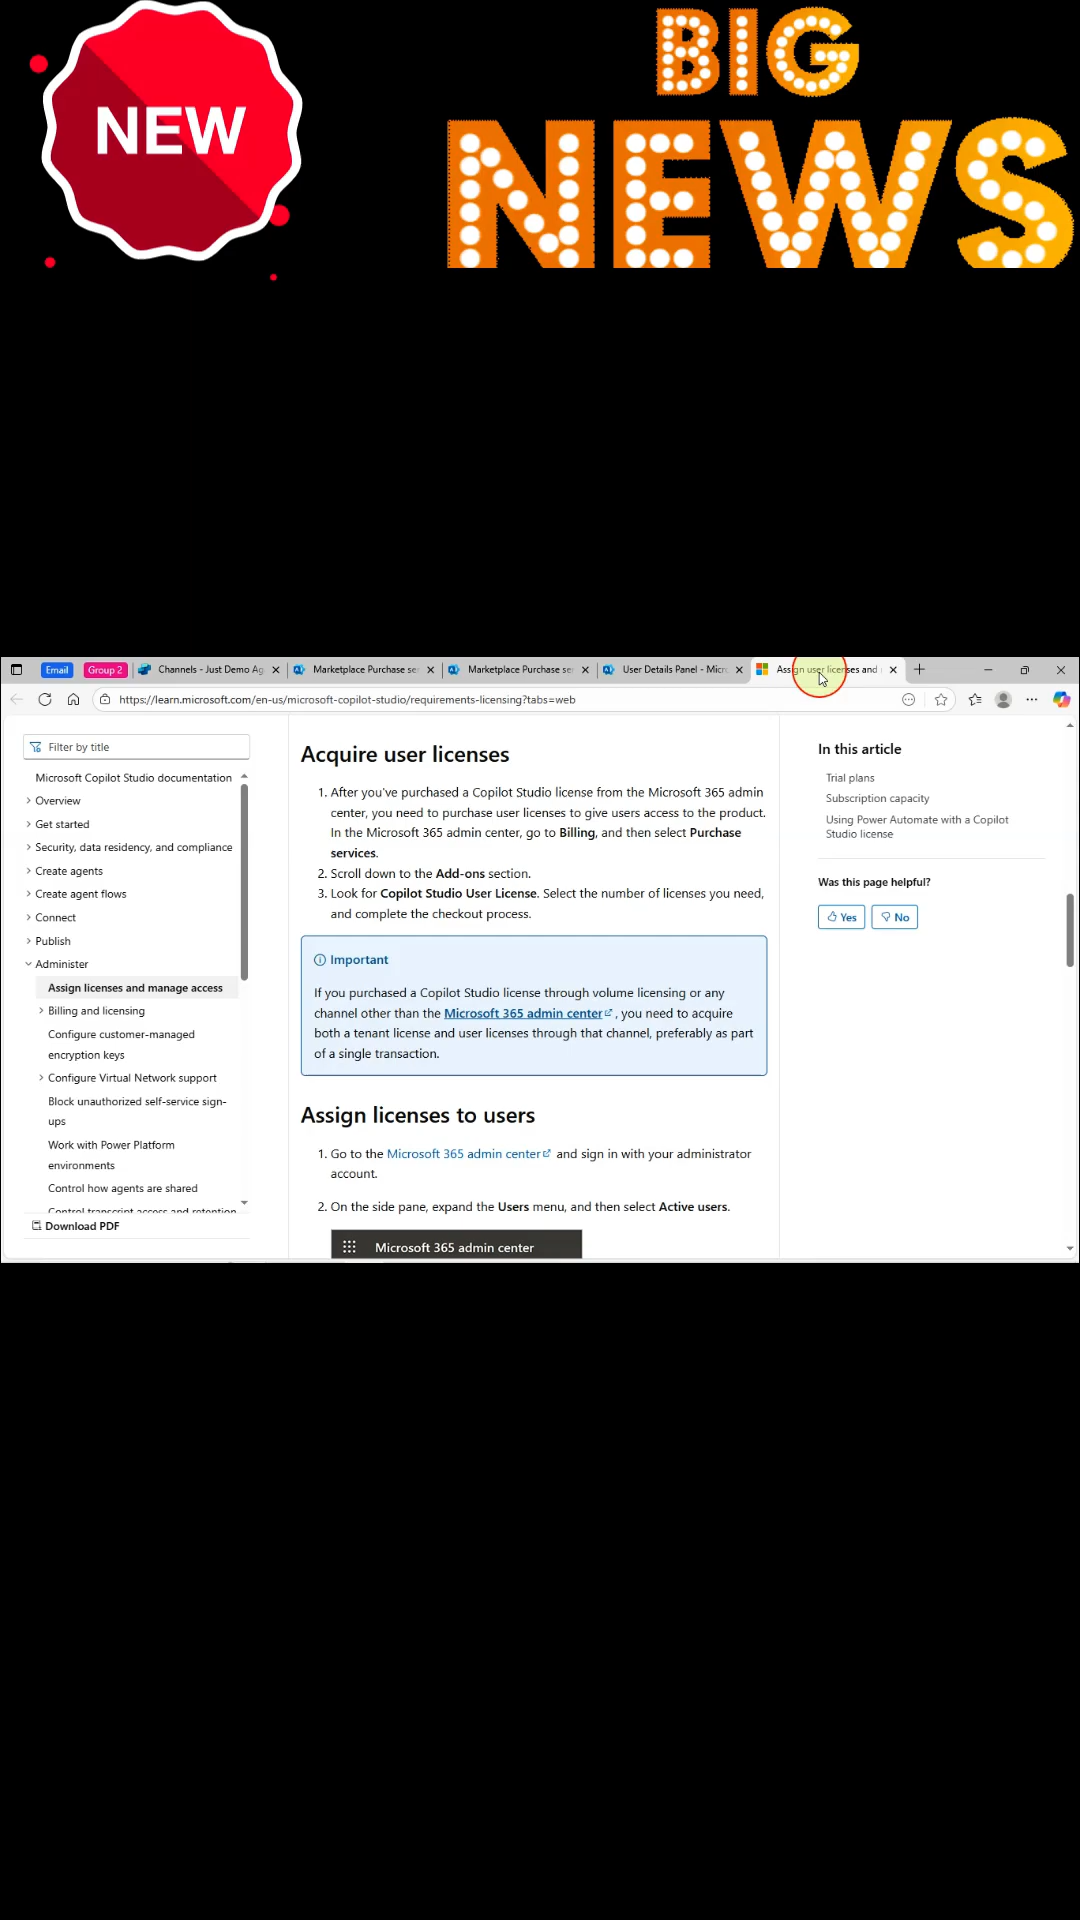 NEW
BIG
NEWS
Email
Group 2
Channels - Just Demo Ag
Marketplace Purchase ser
Marketplace Purchase ser
User Details Panel - Micr
Assign user licenses and
https://learn.microsoft.com/en-us/microsoft-copilot-studio/requirements-licensing?tabs=web
Filter by title
Microsoft Copilot Studio documentation
Overview
Get started
Security, data residency, and compliance
Create agents
Create agent flows
Connect
Publish
Administer
Assign licenses and manage access
Billing and licensing
Configure customer-managed
encryption keys
Configure Virtual Network support
Block unauthorized self-service sign-
ups
Work with Power Platform
environments
Control how agents are shared
Control transcript access and retention
Download PDF
Acquire user licenses
1. After you've purchased a Copilot Studio license from the Microsoft 365 admin
center, you need to purchase user licenses to give users access to the product.
In the Microsoft 365 admin center, go to Billing, and then select Purchase
services.
2. Scroll down to the Add-ons section.
3. Look for Copilot Studio User License. Select the number of licenses you need,
and complete the checkout process.
Important
If you purchased a Copilot Studio license through volume licensing or any
channel other than the Microsoft 365 admin center , you need to acquire
both a tenant license and user licenses through that channel, preferably as part
of a single transaction.
Assign licenses to users
1. Go to the Microsoft 365 admin center and sign in with your administrator
account.
2. On the side pane, expand the Users menu, and then select Active users.
Microsoft 365 admin center
In this article
Trial plans
Subscription capacity
Using Power Automate with a Copilot
Studio license
Was this page helpful?
Yes
No